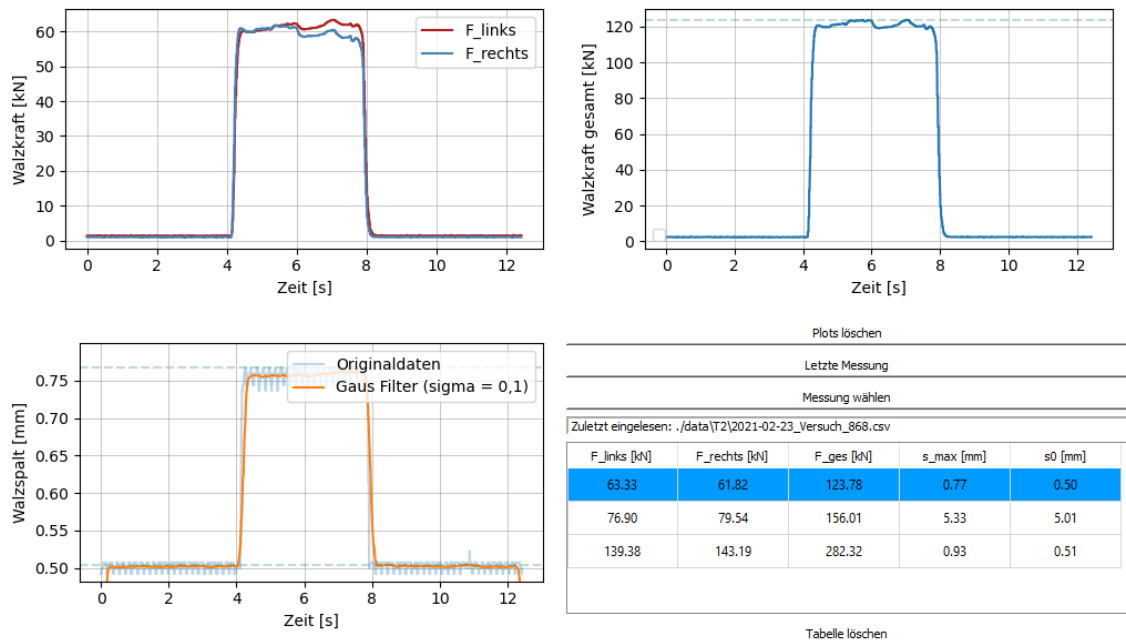 Walzkraft [kN]
60
50
40
30
20
10
0
F_links
F_rechts
0 2 4 6 8 10 12
Zeit [s]
Walzkraft gesamt [kN]
120
100
80
60
40
20
0
0 2 4 6 8 10 12
Zeit [s]
Walzspalt [mm]
0.75
0.70
0.65
0.60
0.55
0.50
Originaldaten
Gaus Filter (sigma = 0,1)
0 2 4 6 8 10 12
Zeit [s]
Plots löschen
Letzte Messung
Messung wählen
Zuletzt eingelesen: ./data\T2\2021-02-23_Versuch_868.csv
F_links [kN] F_rechts [kN] F_ges [kN] s_max [mm] s0 [mm]
63.33 61.82 123.78 0.77 0.50
76.90 79.54 156.01 5.33 5.01
139.38 143.19 282.32 0.93 0.51
Tabelle löschen